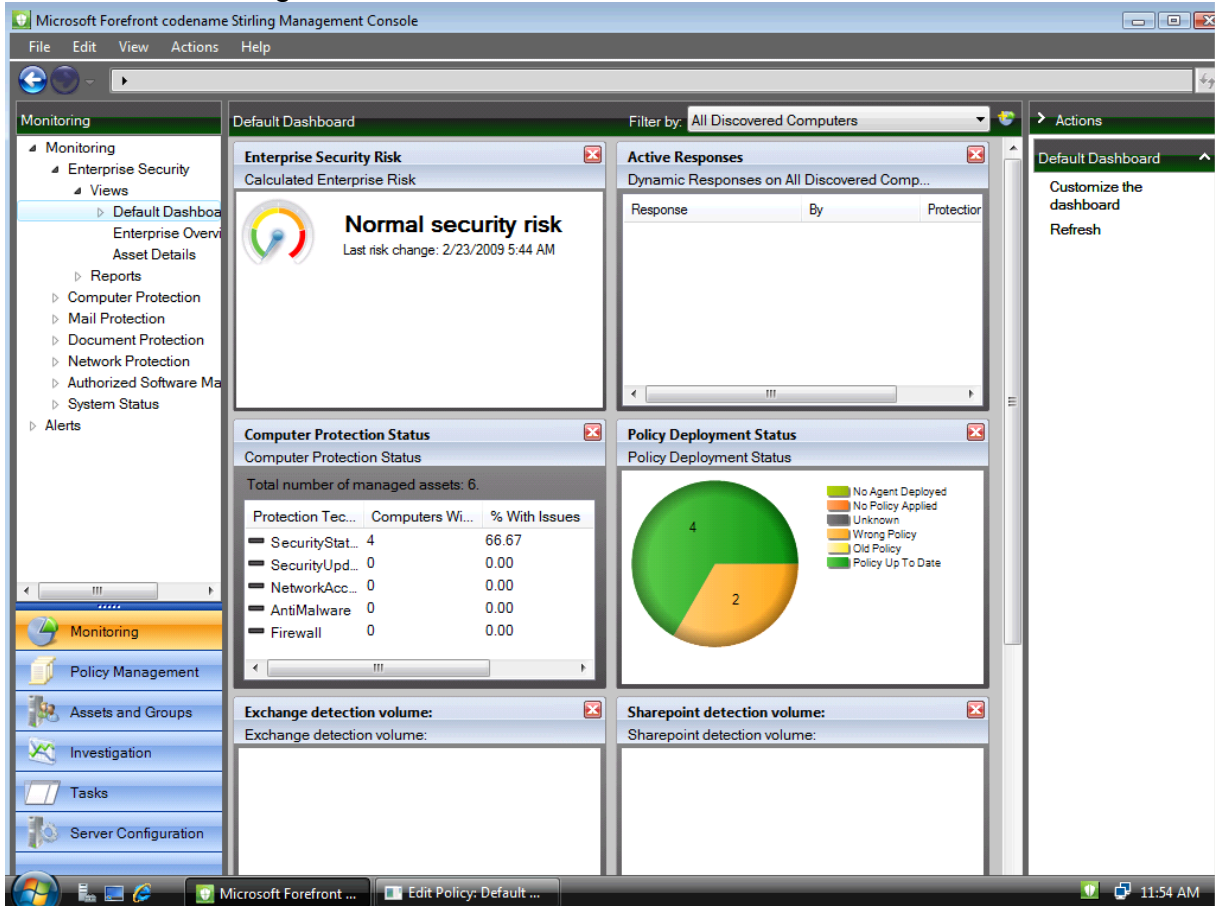 Microsoft Forefront codename Stirling Management Console
File Edit View Actions Help
Monitoring
Monitoring
Enterprise Security
Views
Default Dashboa
Enterprise Overvi
Asset Details
Reports
Computer Protection
Mail Protection
Document Protection
Network Protection
Authorized Software Ma
System Status
Alerts
Monitoring
Policy Management
Assets and Groups
Investigation
Tasks
Server Configuration
Default Dashboard
Filter by: All Discovered Computers
Enterprise Security Risk
Calculated Enterprise Risk
Normal security risk
Last risk change: 2/23/2009 5:44 AM
Active Responses
Dynamic Responses on All Discovered Comp...
Response By Protection
Computer Protection Status
Computer Protection Status
Total number of managed assets: 6.
Protection Tec... Computers Wi... % With Issues
SecurityStat... 4 66.67
SecurityUpd... 0 0.00
NetworkAcc... 0 0.00
AntiMalware 0 0.00
Firewall 0 0.00
Policy Deployment Status
Policy Deployment Status
4
2
No Agent Deployed
No Policy Applied
Unknown
Wrong Policy
Old Policy
Policy Up To Date
Exchange detection volume:
Exchange detection volume:
Sharepoint detection volume:
Sharepoint detection volume:
Actions
Default Dashboard
Customize the
dashboard
Refresh
Microsoft Forefront ...
Edit Policy: Default ...
11:54 AM